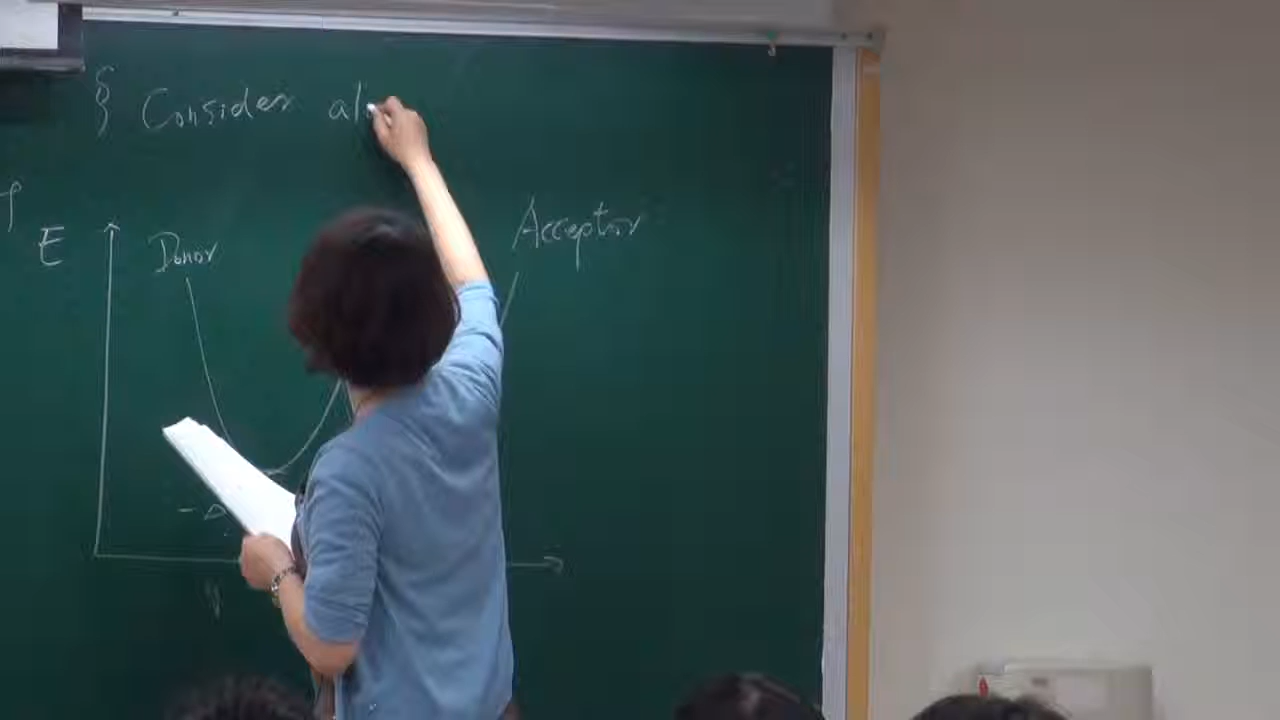 § Consider al
E
Donor
Acceptor